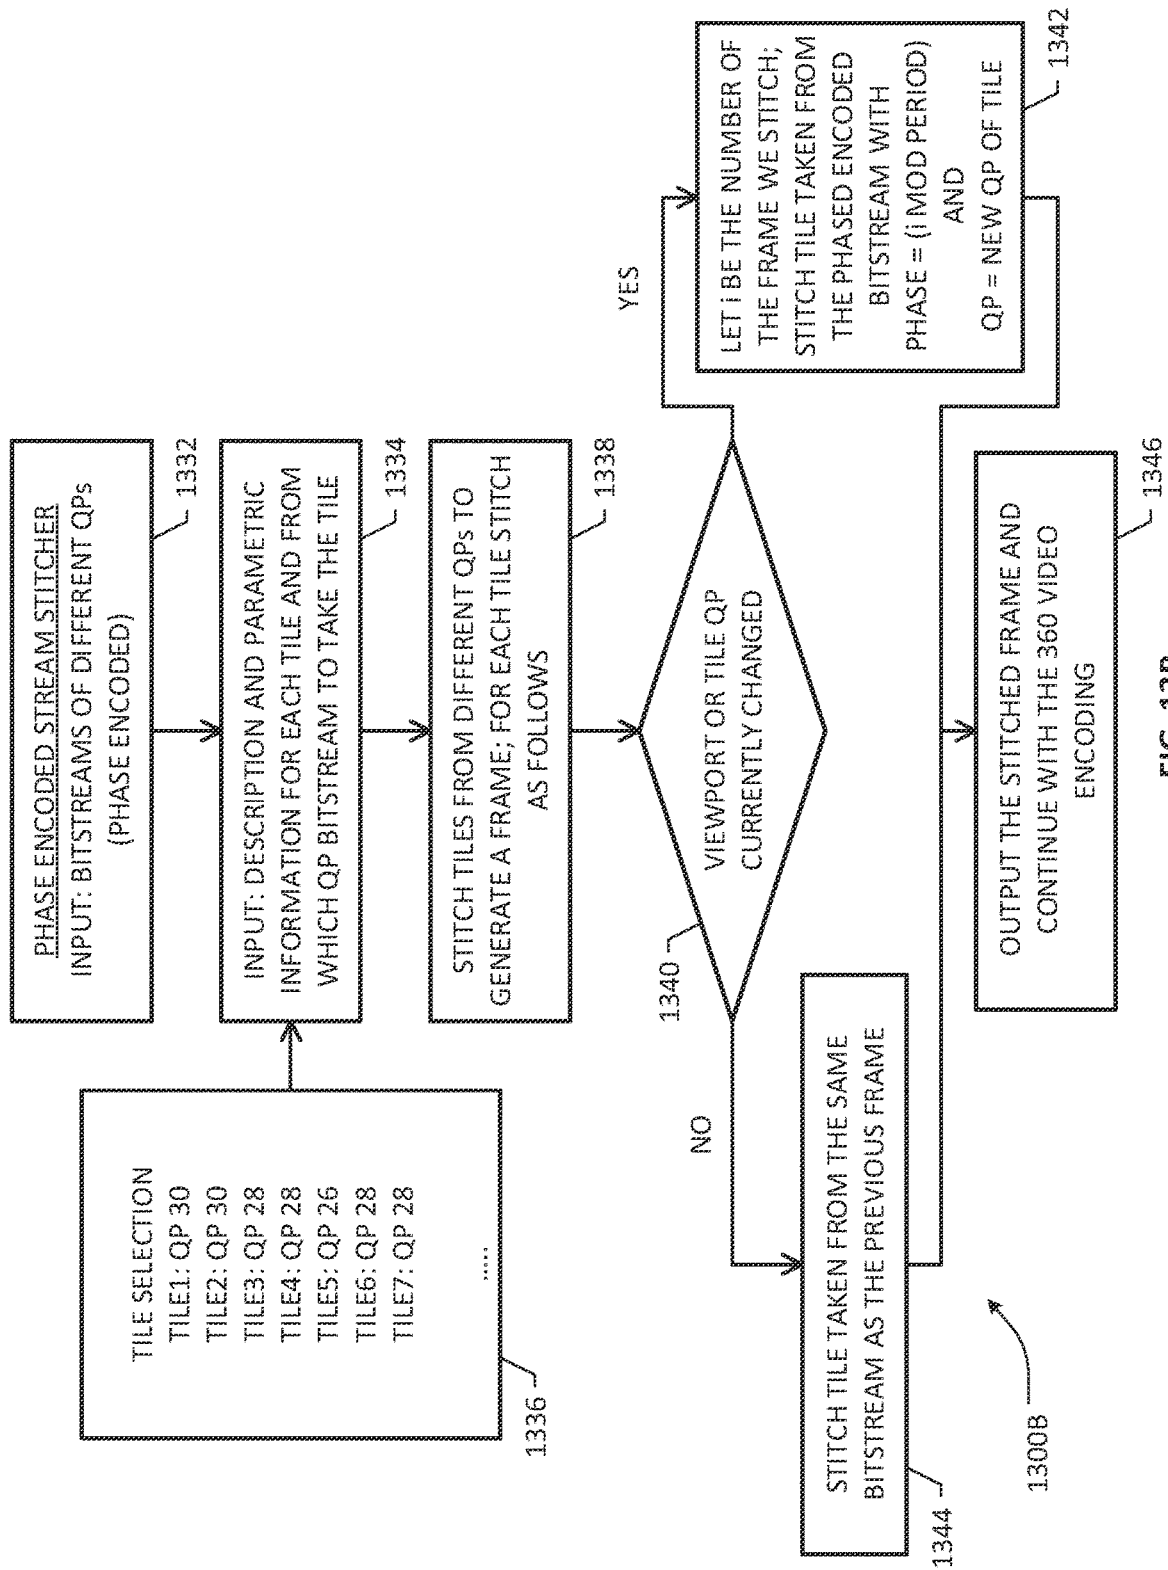 PHASE ENCODED STREAM STITCHER
INPUT: BITSTREAMS OF DIFFERENT QPs
(PHASE ENCODED)
1332
TILE SELECTION
TILE1: QP 30
TILE2: QP 30
TILE3: QP 28
TILE4: QP 28
TILE5: QP 26
TILE6: QP 28
TILE7: QP 28
.....
1336
INPUT: DESCRIPTION AND PARAMETRIC
INFORMATION FOR EACH TILE AND FROM
WHICH QP BITSTREAM TO TAKE THE TILE
1334
STITCH TILES FROM DIFFERENT QPs TO
GENERATE A FRAME; FOR EACH TILE STITCH
AS FOLLOWS
1338
1340
VIEWPORT OR TILE QP
CURRENTLY CHANGED
NO
YES
STITCH TILE TAKEN FROM THE SAME
BITSTREAM AS THE PREVIOUS FRAME
1344
LET i BE THE NUMBER OF
THE FRAME WE STITCH;
STITCH TILE TAKEN FROM
THE PHASED ENCODED
BITSTREAM WITH
PHASE = (i MOD PERIOD)
AND
QP = NEW QP OF TILE
1342
OUTPUT THE STITCHED FRAME AND
CONTINUE WITH THE 360 VIDEO
ENCODING
1346
1300B
FIG. 13B